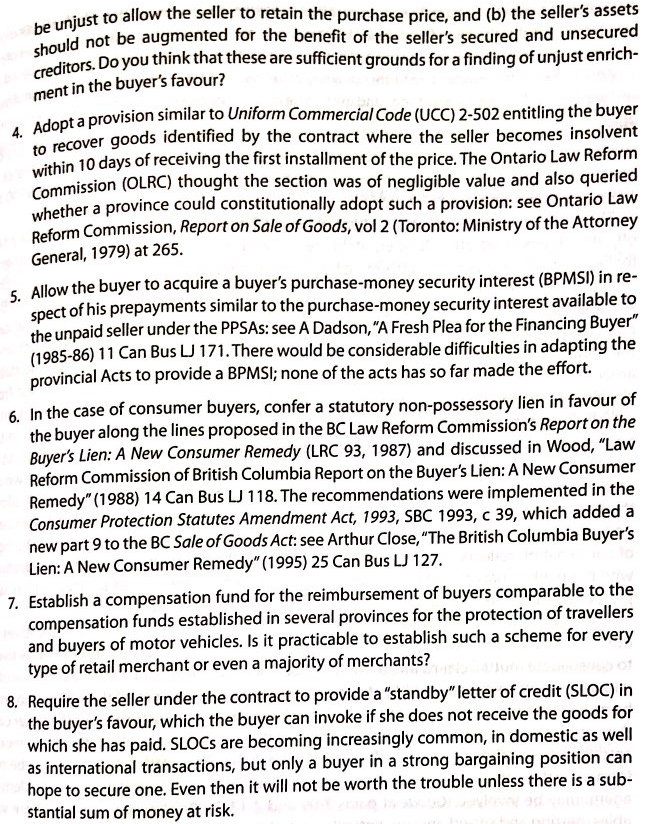 be unjust to allow the seller to retain the purchase price, and (b) the seller's assets
should not be augmented for the benefit of the seller's secured and unsecured
creditors. Do you think that these are sufficient grounds for a finding of unjust enrich-
ment in the buyer's favour?
4. Adopt a provision similar to Uniform Commercial Code (UCC) 2-502 entitling the buyer
to recover goods identified by the contract where the seller becomes insolvent
within 10 days of receiving the first installment of the price. The Ontario Law Reform
Commission (OLRC) thought the section was of negligible value and also queried
whether a province could constitutionally adopt such a provision: see Ontario Law
Reform Commission, Report on Sale of Goods, vol 2 (Toronto: Ministry of the Attorney
General, 1979) at 265.
5. Allow the buyer to acquire a buyer's purchase-money security interest (BPMSI) in re-
spect of his prepayments similar to the purchase-money security interest available to
the unpaid seller under the PPSAs: see A Dadson, "A Fresh Plea for the Financing Buyer"
(1985-86) 11 Can Bus LJ 171. There would be considerable difficulties in adapting the
provincial Acts to provide a BPMSI; none of the acts has so far made the effort.
6. In the case of consumer buyers, confer a statutory non-possessory lien in favour of
the buyer along the lines proposed in the BC Law Reform Commission's Report on the
Buyer's Lien: A New Consumer Remedy (LRC 93, 1987) and discussed in Wood, "Law
Reform Commission of British Columbia Report on the Buyer's Lien: A New Consumer
Remedy" (1988) 14 Can Bus LJ 118. The recommendations were implemented in the
Consumer Protection Statutes Amendment Act, 1993, SBC 1993, c 39, which added a
new part 9 to the BC Sale of Goods Act: see Arthur Close, "The British Columbia Buyer's
Lien: A New Consumer Remedy" (1995) 25 Can Bus LJ 127.
7. Establish a compensation fund for the reimbursement of buyers comparable to the
compensation funds established in several provinces for the protection of travellers
and buyers of motor vehicles. Is it practicable to establish such a scheme for every
type of retail merchant or even a majority of merchants?
8. Require the seller under the contract to provide a "standby" letter of credit (SLOC) in
the buyer's favour, which the buyer can invoke if she does not receive the goods for
which she has paid. SLOCs are becoming increasingly common, in domestic as well
as international transactions, but only a buyer in a strong bargaining position can
hope to secure one. Even then it will not be worth the trouble unless there is a sub-
stantial sum of money at risk.